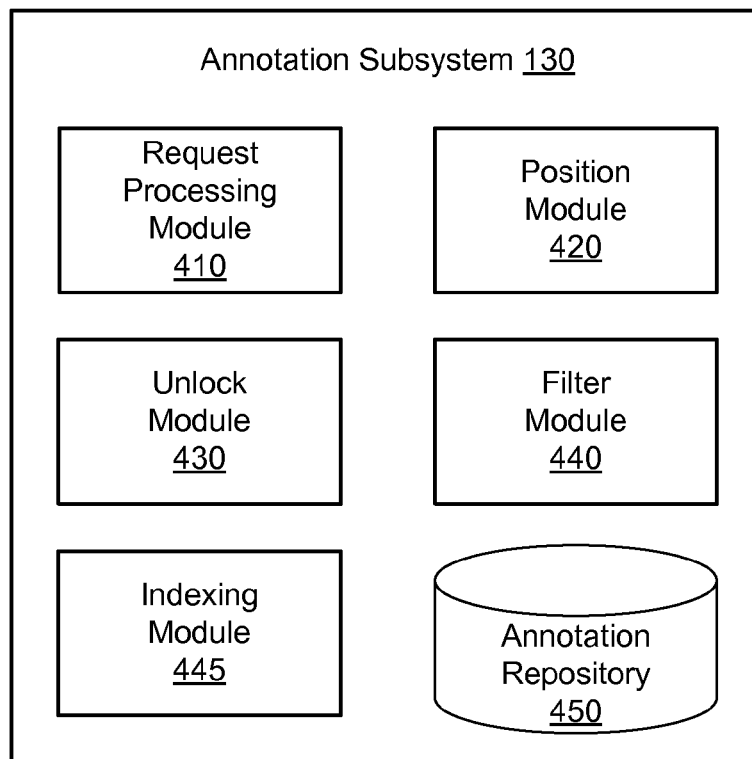 Annotation Subsystem 130
Request
Processing
Module
410
Position
Module
420
Unlock
Module
430
Filter
Module
440
Indexing
Module
445
Annotation
Repository
450